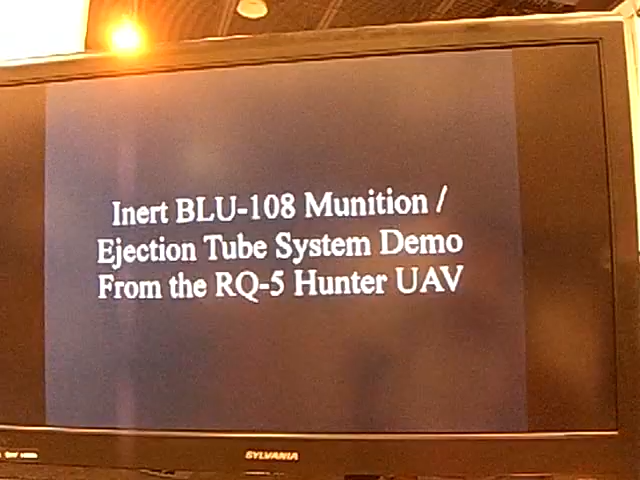 Inert BLU-108 Munition /
Ejection Tube System Demo
From the RQ-5 Hunter UAV
SYLVANIA